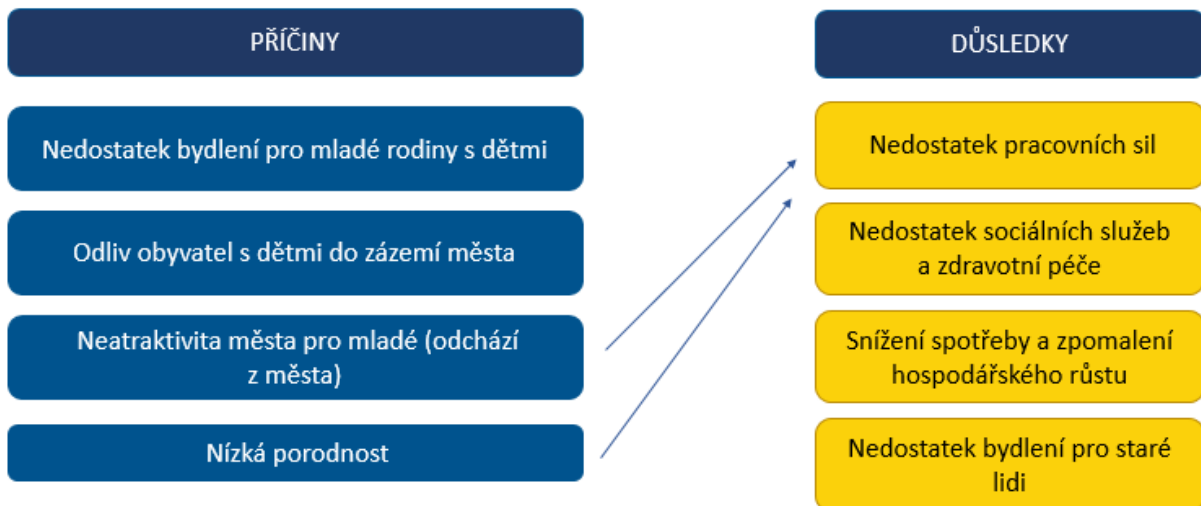 PŘÍČINY
Nedostatek bydlení pro mladé rodiny s dětmi
Odliv obyvatel s dětmi do zázemí města
Neatraktivita města pro mladé (odchází
z města)
Nízká porodnost
DŮSLEDKY
Nedostatek pracovních sil
Nedostatek sociálních služeb
a zdravotní péče
Snížení spotřeby a zpomalení
hospodářského růstu
Nedostatek bydlení pro staré
lidi